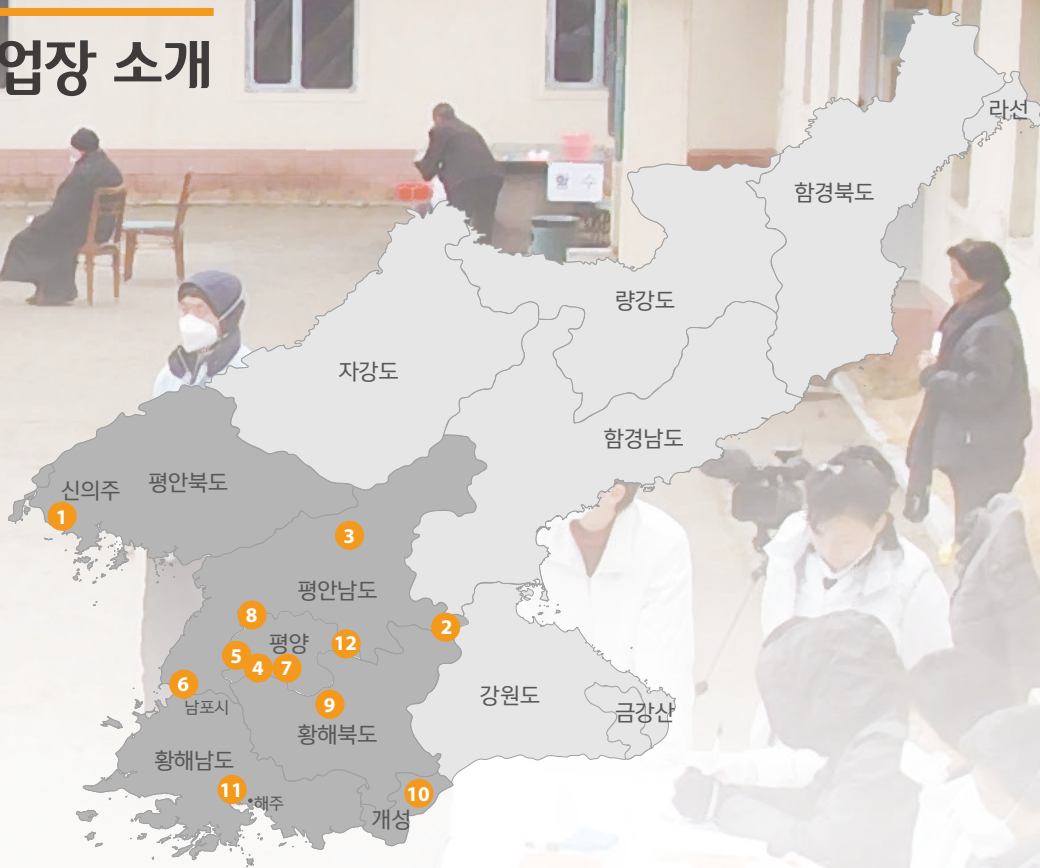 업장 소개
라선
함경북도
량강도
자강도
함경남도
신의주
평안북도
1
3
평안남도
8
평양
12
2
5
4
7
6
남포시
9
강원도
금강산
황해북도
황해남도
11
해주
10
개성